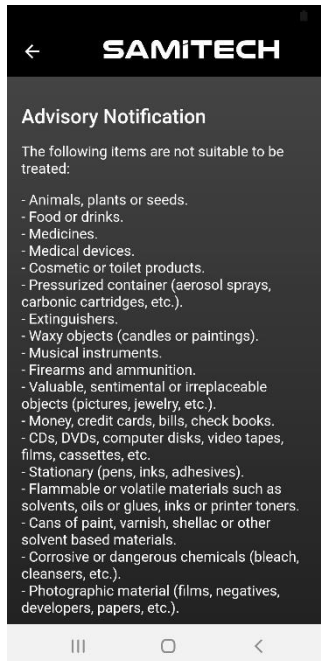 SAMiTECH
Advisory Notification
The following items are not suitable to be
treated:
- Animals, plants or seeds.
- Food or drinks.
- Medicines.
- Medical devices.
- Cosmetic or toilet products.
- Pressurized container (aerosol sprays,
carbonic cartridges, etc.).
- Extinguishers.
- Waxy objects (candles or paintings).
- Musical instruments.
- Firearms and ammunition.
- Valuable, sentimental or irreplaceable
objects (pictures, jewelry, etc.).
- Money, credit cards, bills, check books.
- CDs, DVDs, computer disks, video tapes,
films, cassettes, etc.
- Stationary (pens, inks, adhesives).
- Flammable or volatile materials such as
solvents, oils or glues, inks or printer toners.
- Cans of paint, varnish, shellac or other
solvent based materials.
- Corrosive or dangerous chemicals (bleach,
cleansers, etc.).
- Photographic material (films, negatives,
developers, papers, etc.).